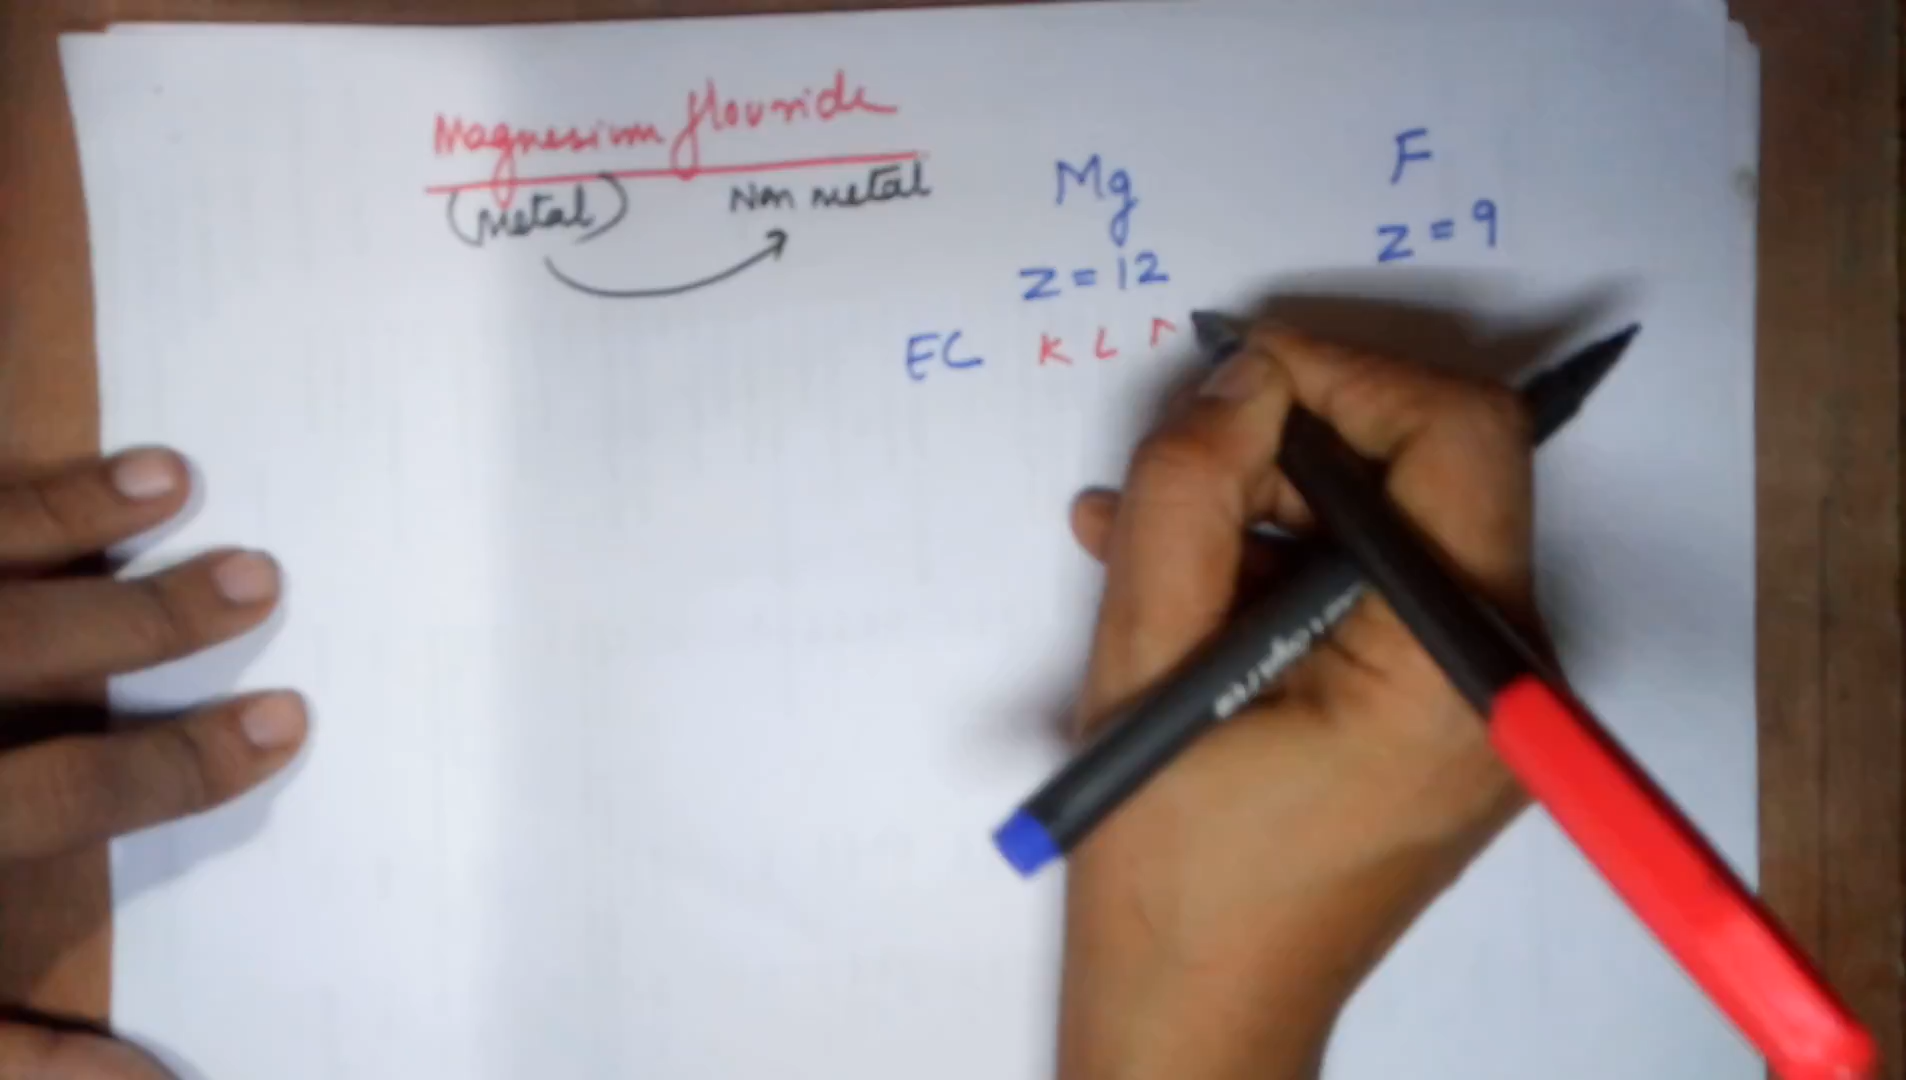 Magnesium flouride
(Metal) Non metal
Mg F
Z = 12 Z = 9
EC K L